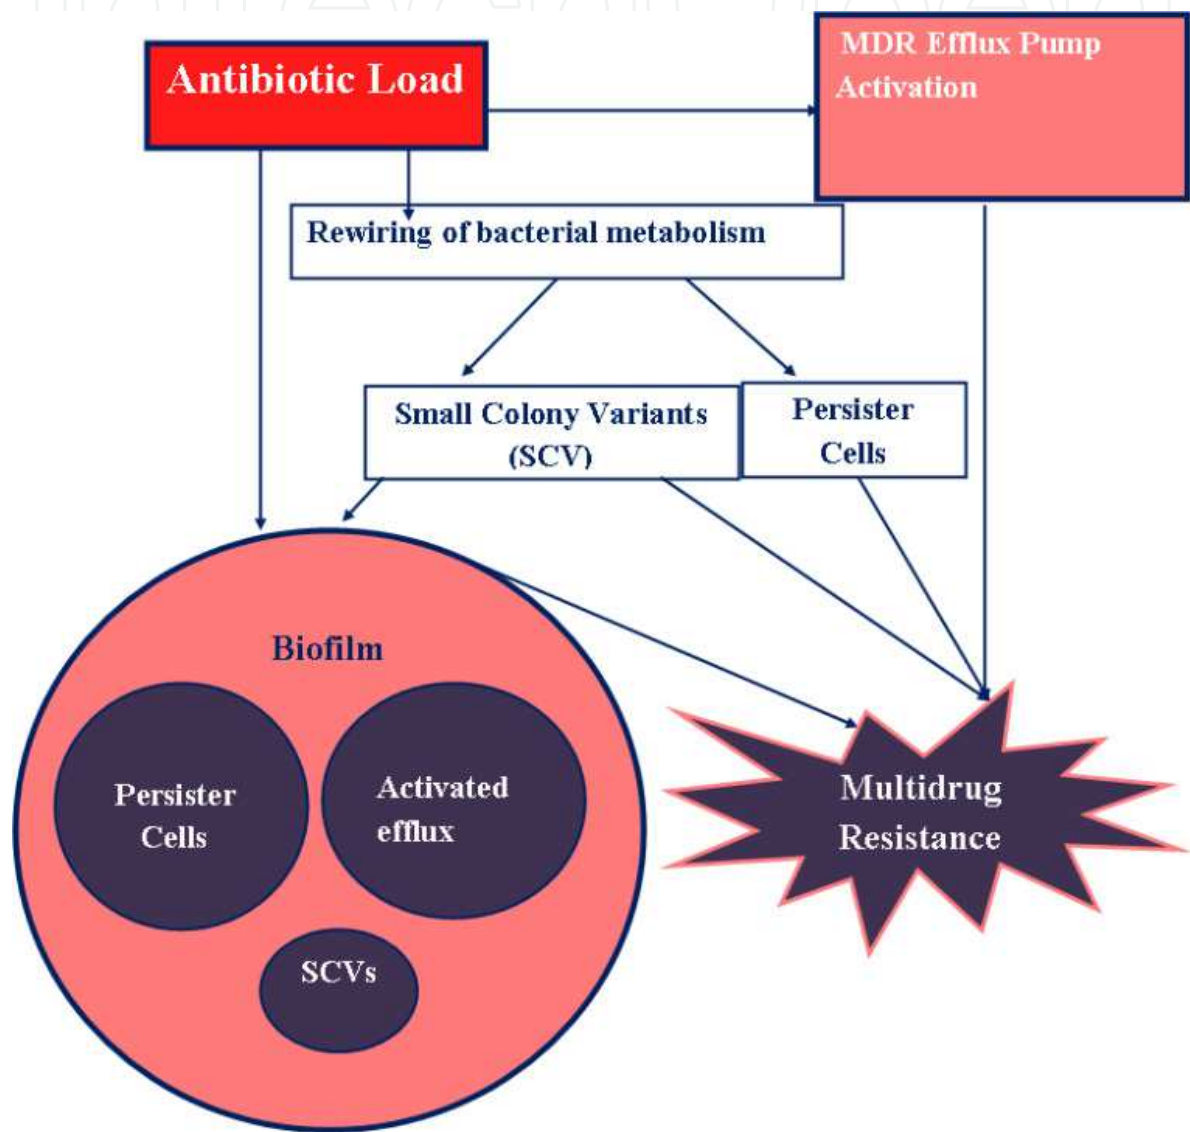 Antibiotic Load
MDR Efflux Pump
Activation
Rewiring of bacterial metabolism
Small Colony Variants
(SCV)
Persister
Cells
Biofilm
Persister
Cells
Activated
efflux
SCVs
Multidrug
Resistance